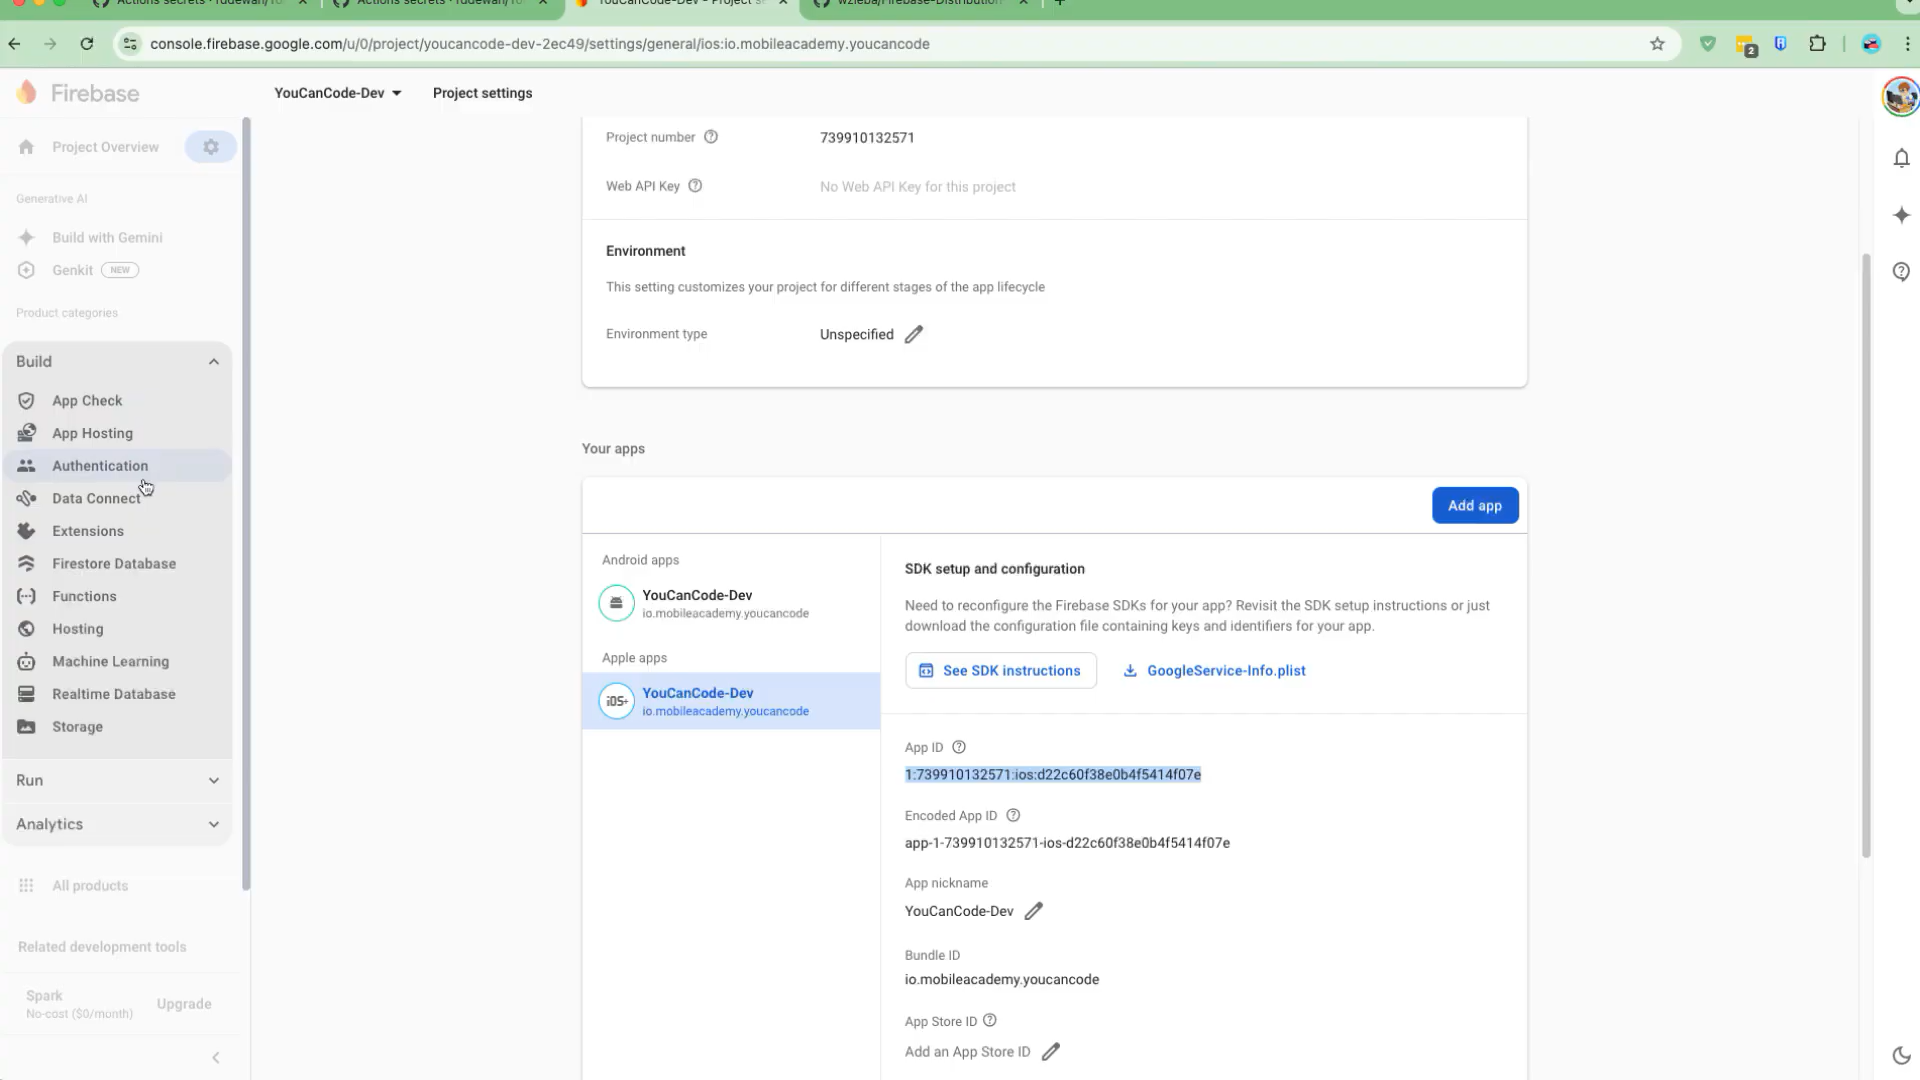 Actions secrets · rudewan/
Actions secrets · rudewan/
YouCanCode-Dev - Project se
wzieba/Firebase-Distribution-
console.firebase.google.com/u/0/project/youcancode-dev-2ec49/settings/general/ios:io.mobileacademy.youcancode
2
Firebase
YouCanCode-Dev
Project settings
Project Overview
Generative AI
Build with Gemini
Genkit NEW
Product categories
Build
App Check
App Hosting
Authentication
Data Connect
Extensions
Firestore Database
Functions
Hosting
Machine Learning
Realtime Database
Storage
Run
Analytics
All products
Related development tools
Spark
No-cost ($0/month)
Upgrade
Project number
739910132571
Web API Key
No Web API Key for this project
Environment
This setting customizes your project for different stages of the app lifecycle
Environment type
Unspecified
Your apps
Add app
Android apps
YouCanCode-Dev
io.mobileacademy.youcancode
Apple apps
iOS+
YouCanCode-Dev
io.mobileacademy.youcancode
SDK setup and configuration
Need to reconfigure the Firebase SDKs for your app? Revisit the SDK setup instructions or just
download the configuration file containing keys and identifiers for your app.
See SDK instructions
GoogleService-Info.plist
App ID
1:739910132571:ios:d22c60f38e0b4f5414f07e
Encoded App ID
app-1-739910132571-ios-d22c60f38e0b4f5414f07e
App nickname
YouCanCode-Dev
Bundle ID
io.mobileacademy.youcancode
App Store ID
Add an App Store ID